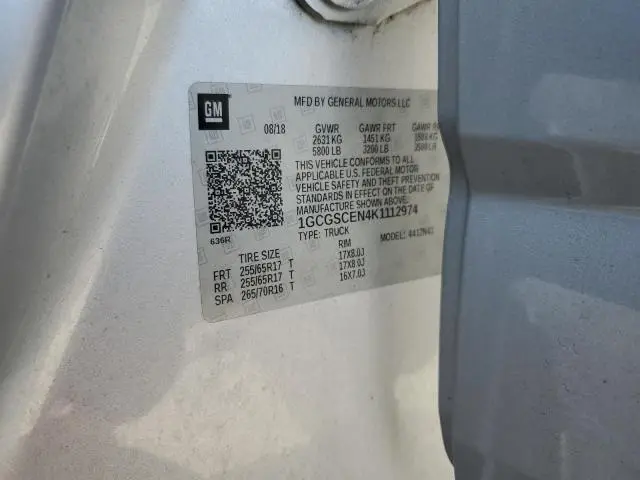 GM
MFD BY GENERAL MOTORS LLC
08/18 GVWR GAWR FRT GAWR
2631 KG 1451 KG
5800 LB 3200 LB
THIS VEHICLE CONFORMS TO ALL
APPLICABLE U.S. FEDERAL MOTOR
VEHICLE SAFETY AND THEFT PREVENTION
STANDARDS IN EFFECT ON THE DATE OF
MANUFACTURE SHOWN ABOVE.
1GCGSCEN4K1112974
TYPE: TRUCK MODEL:
636R
TIRE SIZE RIM
FRT 255/65R17 T 17X8.0J
RR 255/65R17 T 17X8.0J
SPA 265/70R16 T 16X7.0J